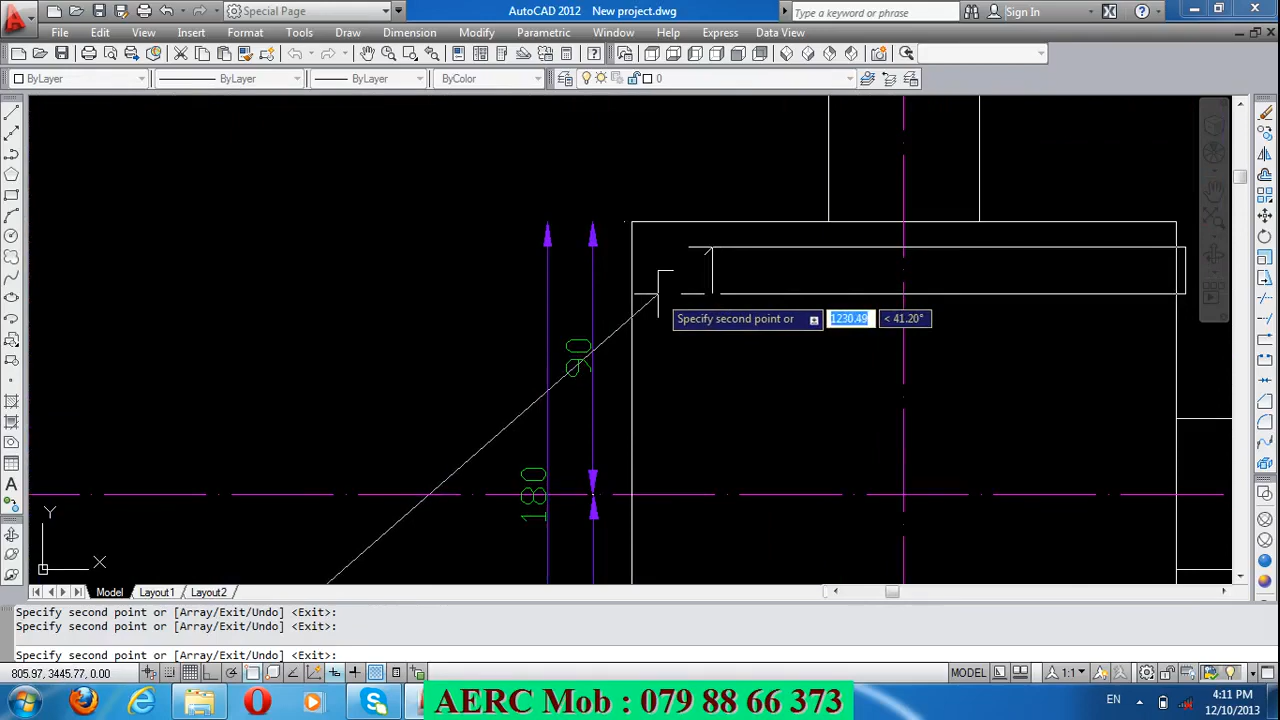 Special Page
AutoCAD 2012 New project.dwg
Type a keyword or phrase
Sign In
File Edit View Insert Format Tools Draw Dimension Modify Parametric Window Help Express Data View
ByLayer ByLayer ByLayer ByColor 0
90
Specify second point or 1230.49 < 41.20°
180
Y
X
Model Layout1 Layout2
Specify second point or [Array/Exit/Undo] <Exit>:
Specify second point or [Array/Exit/Undo] <Exit>:
Specify second point or [Array/Exit/Undo] <Exit>:
805.97, 3445.77, 0.00 MODEL 1:1
AERC Mob : 079 88 66 373
EN
4:11 PM
12/10/2013